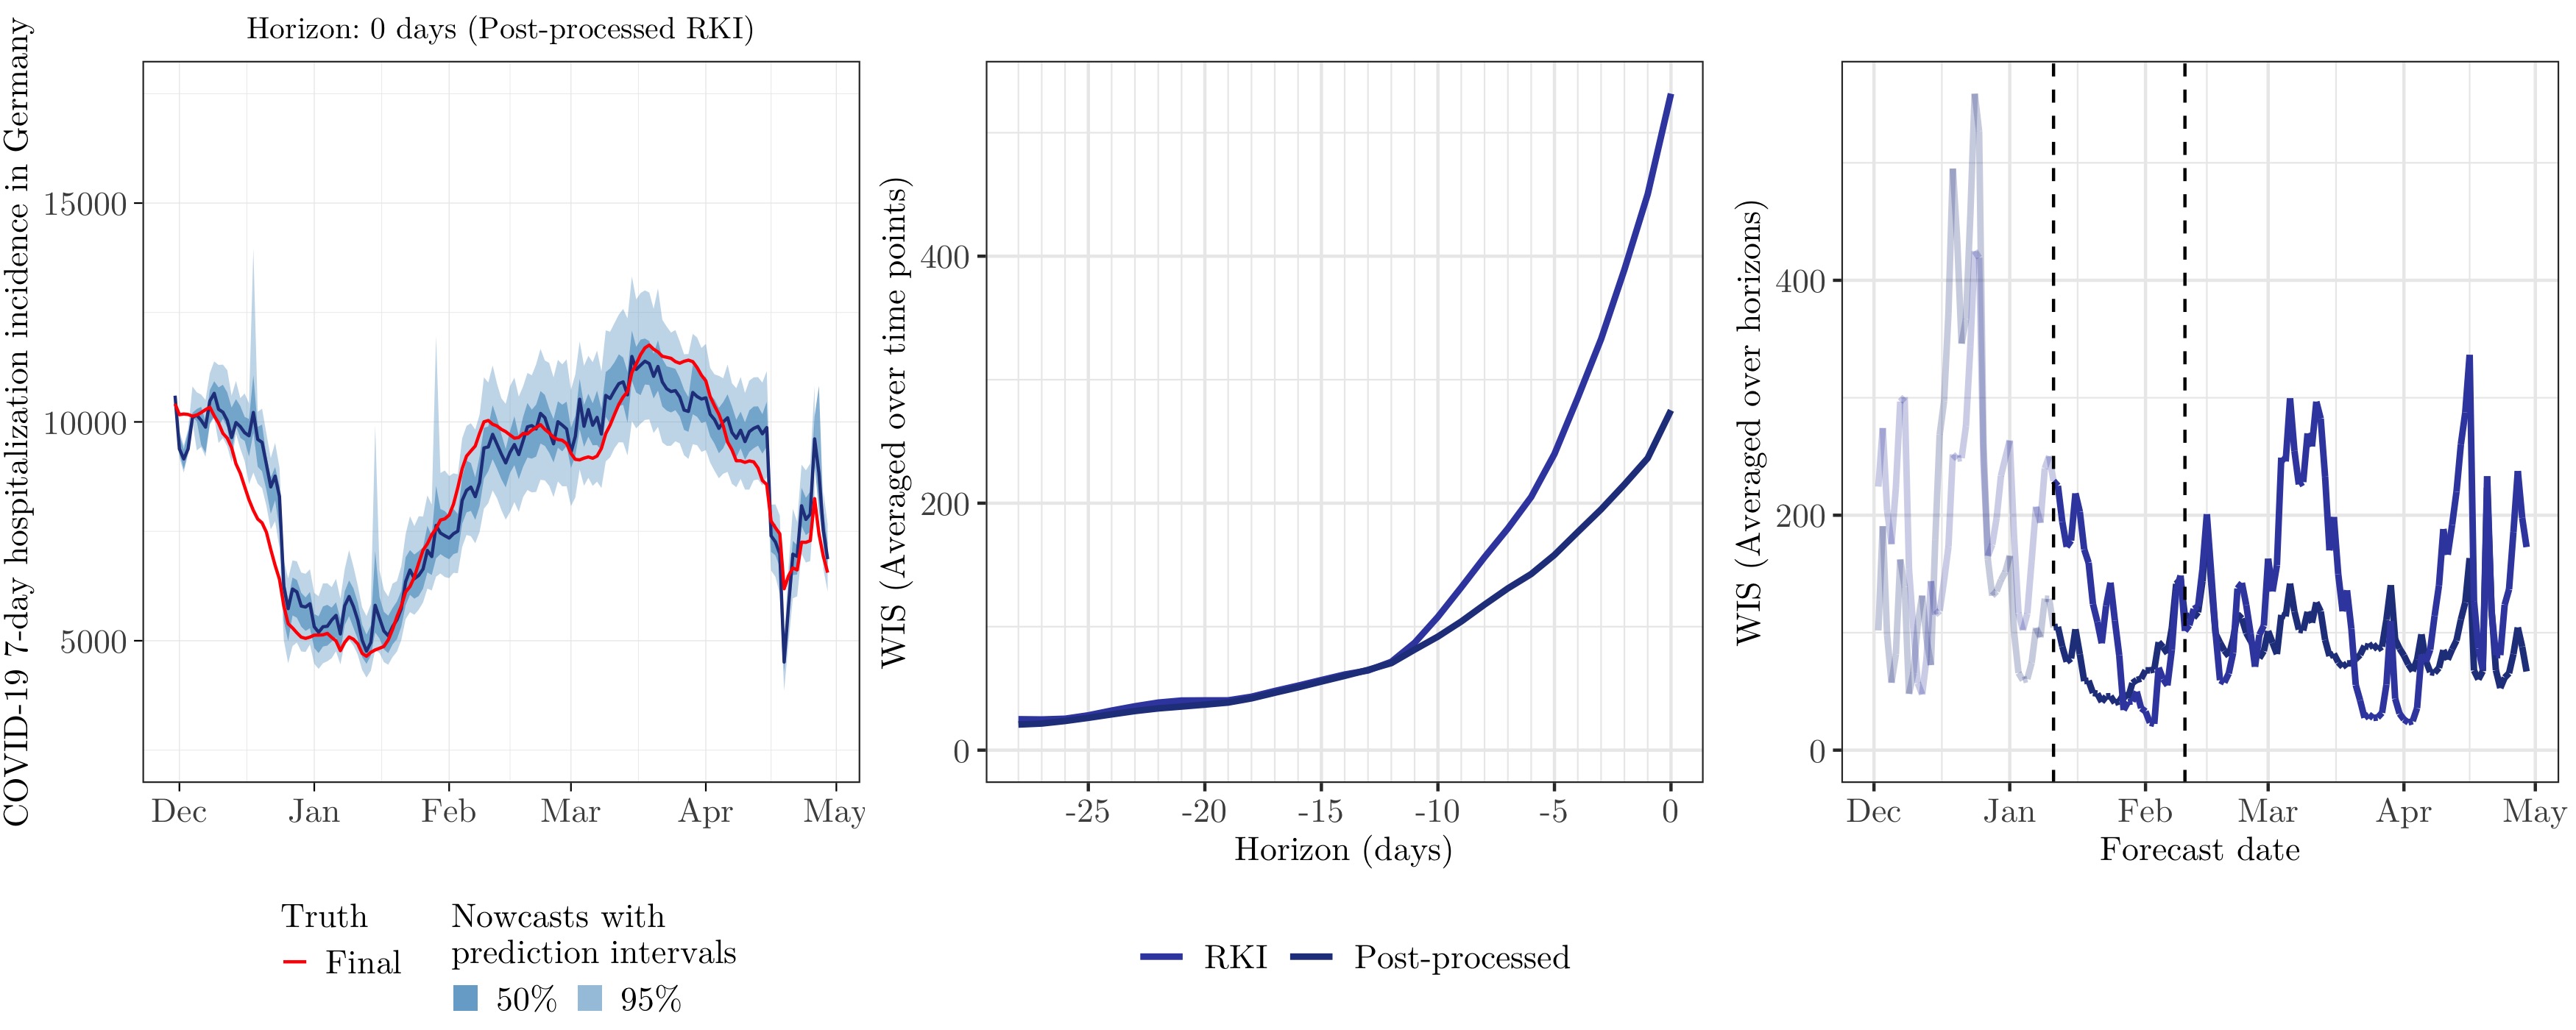 Horizon: 0 days (Post-processed RKI)
COVID-19 7-day hospitalization incidence in Germany
15000
10000
5000
Dec Jan Feb Mar Apr May
Truth
Final
Nowcasts with
prediction intervals
50% 95%
WIS (Averaged over time points)
400
200
0
-25 -20 -15 -10 -5 0
Horizon (days)
RKI Post-processed
WIS (Averaged over horizons)
400
200
0
Dec Jan Feb Mar Apr May
Forecast date